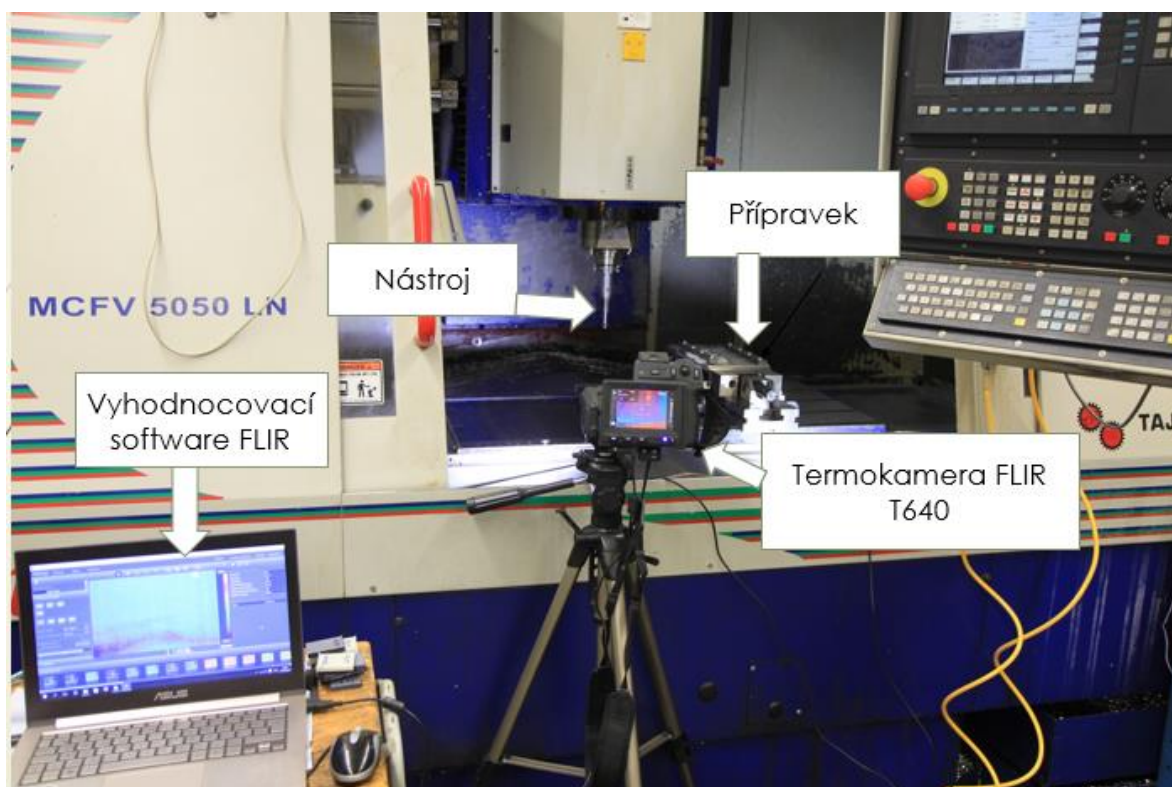 Přípravek
Nástroj
MCFV 5050 LN
Vyhodnocovací
software FLIR
TAJ
Termokamera FLIR
T640
ASUS